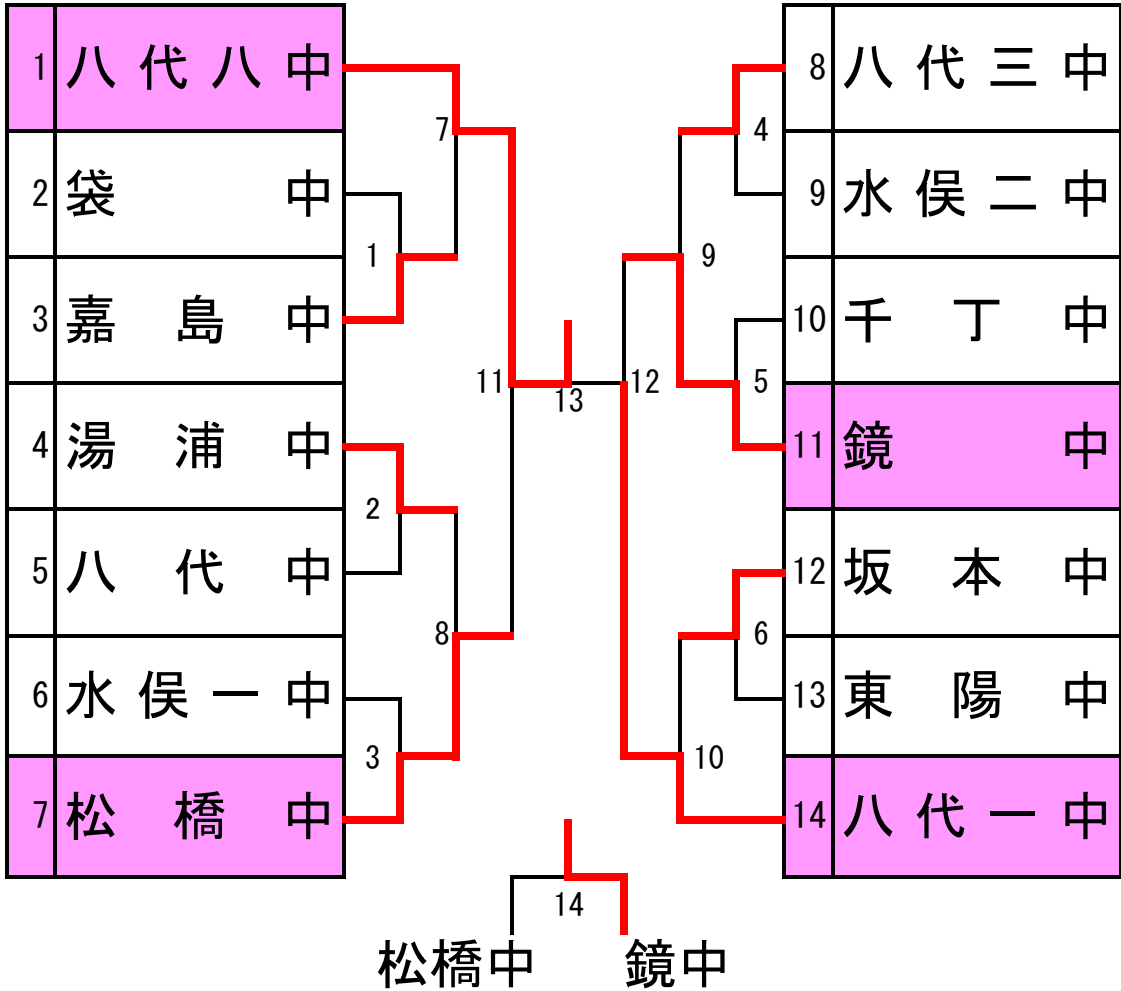 1 八代八中
2 袋中
3 嘉島中
4 湯浦中
5 八代中
6 水俣一中
7 松橋中
7
1
2
8
3
11
13
12
9
4
5
6
10
8 八代三中
9 水俣二中
10 千丁中
11 鏡中
12 坂本中
13 東陽中
14 八代一中
14
松橋中 鏡中